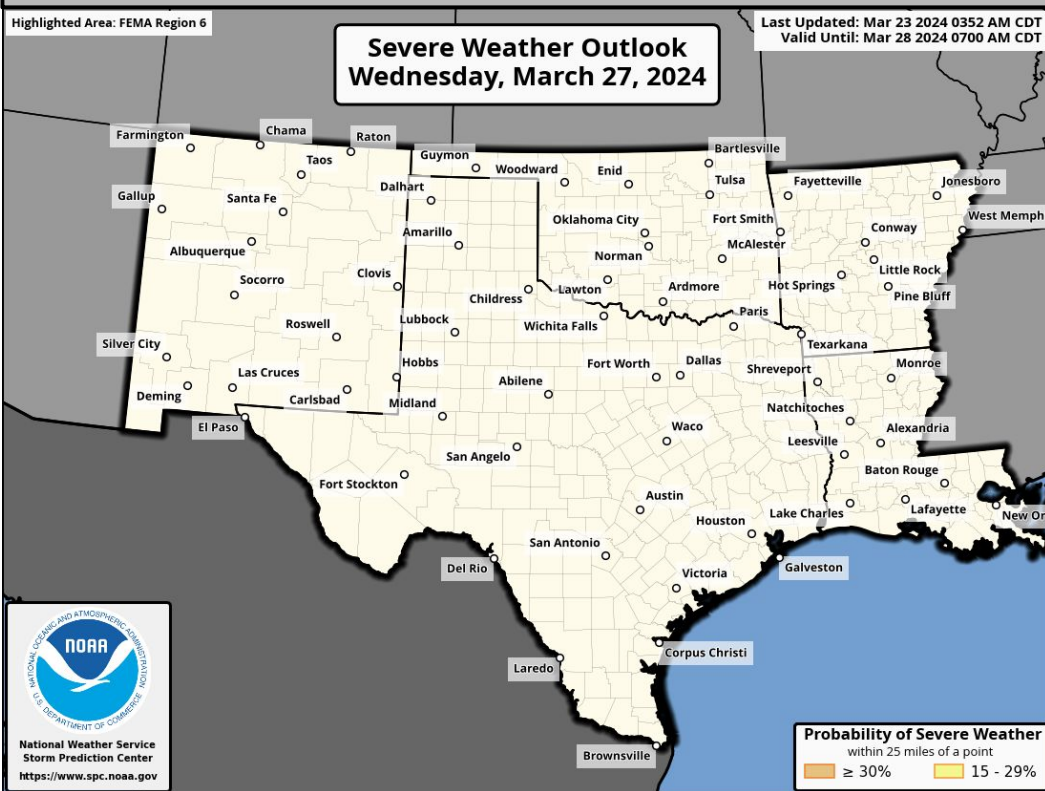 Highlighted Area: FEMA Region 6
Last Updated: Mar 23 2024 0352 AM CDT
Valid Until: Mar 28 2024 0700 AM CDT
Severe Weather Outlook
Wednesday, March 27, 2024
Farmington
Chama
Raton
Taos
Guymon
Woodward
Enid
Bartlesville
Tulsa
Fayetteville
Jonesboro
Gallup
Santa Fe
Dalhart
Oklahoma City
Fort Smith
West Memph
Albuquerque
Amarillo
Norman
McAlester
Conway
Socorro
Clovis
Childress
Lawton
Ardmore
Hot Springs
Little Rock
Pine Bluff
Roswell
Lubbock
Wichita Falls
Paris
Texarkana
Silver City
Las Cruces
Hobbs
Fort Worth
Dallas
Shreveport
Monroe
Deming
Carlsbad
Midland
Abilene
Natchitoches
El Paso
Waco
Leesville
Alexandria
San Angelo
Fort Stockton
Baton Rouge
Austin
Houston
Lake Charles
Lafayette
New Or
San Antonio
Del Rio
Galveston
Victoria
Laredo
Corpus Christi
Brownsville
NATIONAL OCEANIC AND ATMOSPHERIC ADMINISTRATION
NOAA
U.S. DEPARTMENT OF COMMERCE
National Weather Service
Storm Prediction Center
https://www.spc.noaa.gov
Probability of Severe Weather
within 25 miles of a point
≥ 30%
15 - 29%